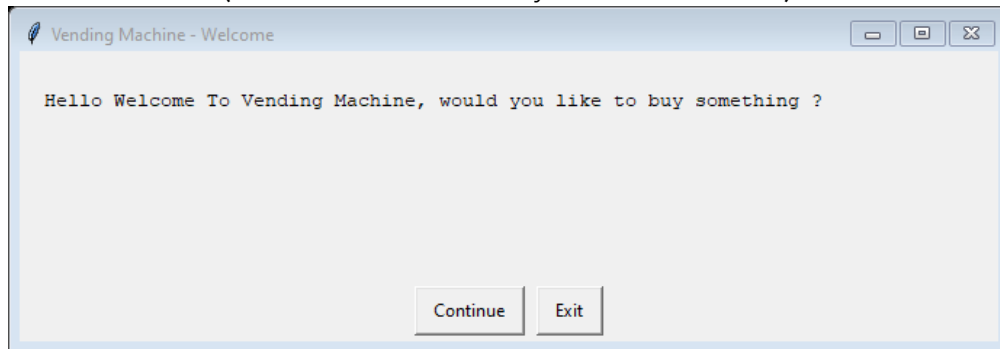 Vending Machine - Welcome
Hello Welcome To Vending Machine, would you like to buy something ?
Continue Exit